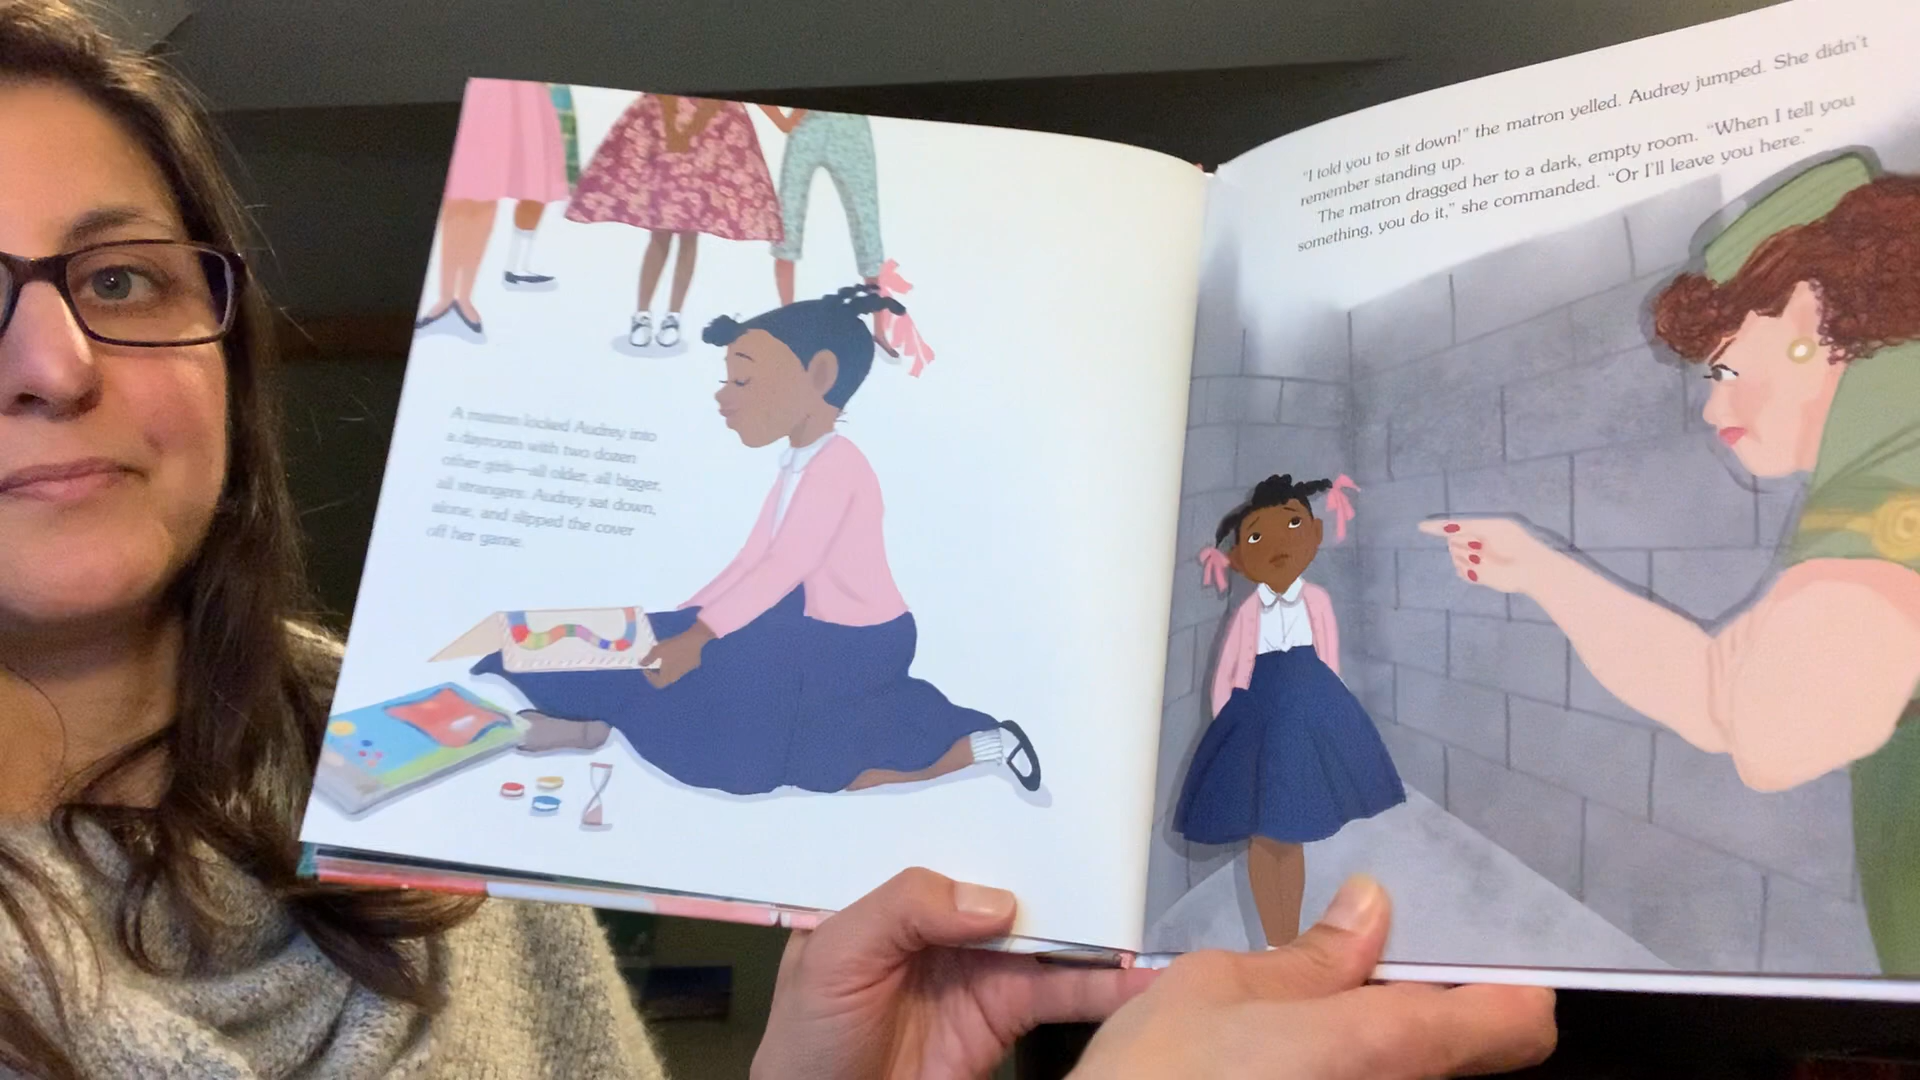 A matron locked Audrey into
a dayroom with two dozen
other girls—all older, all bigger,
all strangers. Audrey sat down,
alone, and slipped the cover
off her game.
"I told you to sit down!" the matron yelled. Audrey jumped. She didn't
remember standing up.
The matron dragged her to a dark, empty room. "When I tell you
something, you do it," she commanded. "Or I'll leave you here."